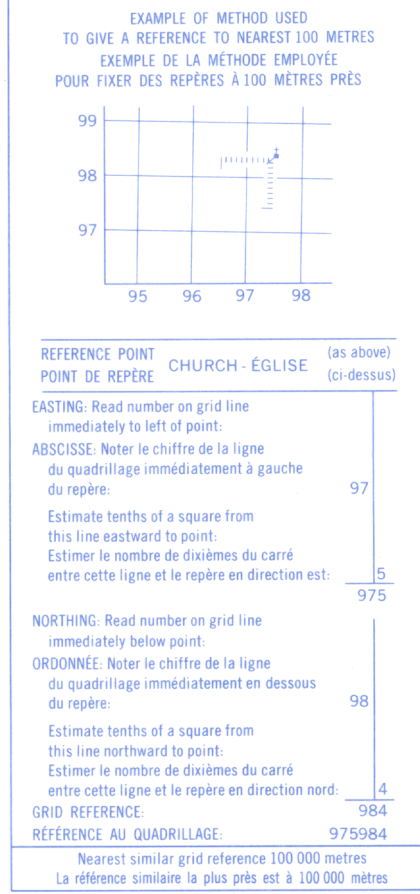 EXAMPLE OF METHOD USED
TO GIVE A REFERENCE TO NEAREST 100 METRES
EXEMPLE DE LA MÉTHODE EMPLOYÉE
POUR FIXER DES REPÈRES À 100 MÈTRES PRÈS
99
98
97
95 96 97 98
REFERENCE POINT
POINT DE REPÈRE
CHURCH - ÉGLISE
(as above)
(ci-dessus)
EASTING: Read number on grid line
immediately to left of point:
ABSCISSE: Noter le chiffre de la ligne
du quadrillage immédiatement à gauche
du repère: 97
Estimate tenths of a square from
this line eastward to point:
Estimer le nombre de dixièmes du carré
entre cette ligne et le repère en direction est: 5
975
NORTHING: Read number on grid line
immediately below point:
ORDONNÉE: Noter le chiffre de la ligne
du quadrillage immédiatement en dessous
du repère: 98
Estimate tenths of a square from
this line northward to point:
Estimer le nombre de dixièmes du carré
entre cette ligne et le repère en direction nord: 4
GRID REFERENCE: 984
RÉFÉRENCE AU QUADRILLAGE: 975984
Nearest similar grid reference 100 000 metres
La référence similaire la plus près est à 100 000 mètres